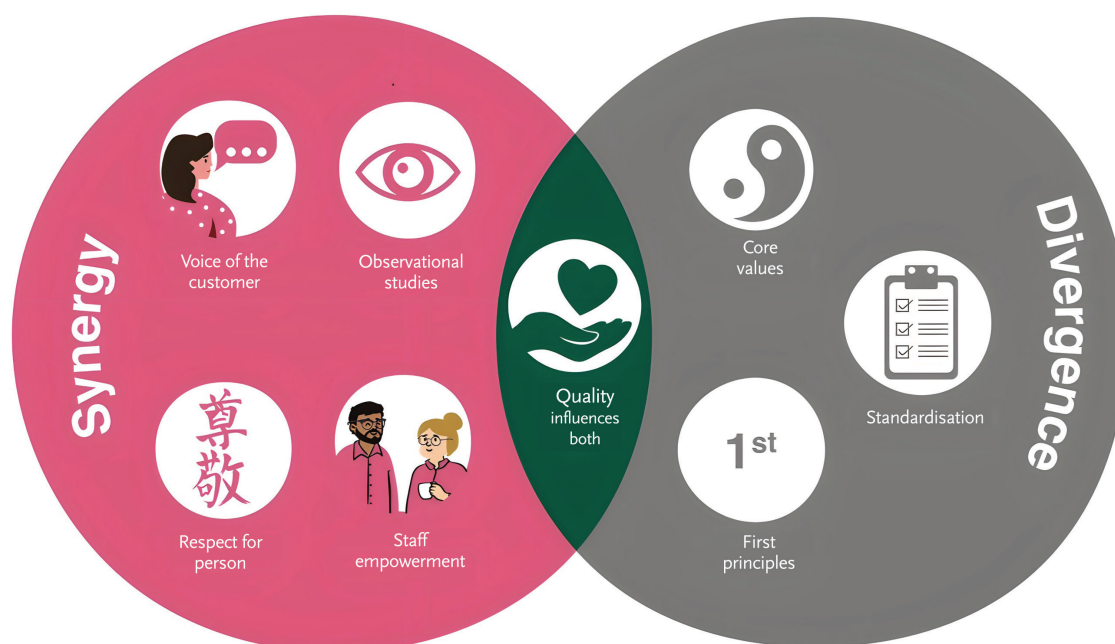 Synergy
Voice of the
customer
Observational
studies
尊
敬
Respect for
person
Staff
empowerment
Quality
influences
both
Core
values
Standardisation
1st
First
principles
Divergence